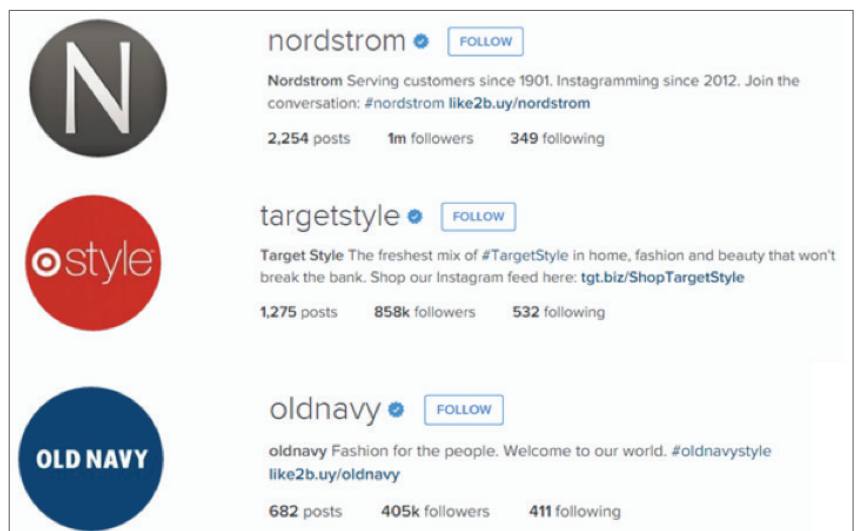 N
nordstrom FOLLOW
Nordstrom Serving customers since 1901. Instagramming since 2012. Join the
conversation: #nordstrom like2b.uy/nordstrom
2,254 posts 1m followers 349 following
style
targetstyle FOLLOW
Target Style The freshest mix of #TargetStyle in home, fashion and beauty that won't
break the bank. Shop our Instagram feed here: tgt.biz/ShopTargetStyle
1,275 posts 858k followers 532 following
OLD NAVY
oldnavy FOLLOW
oldnavy Fashion for the people. Welcome to our world. #oldnavystyle
like2b.uy/oldnavy
682 posts 405k followers 411 following